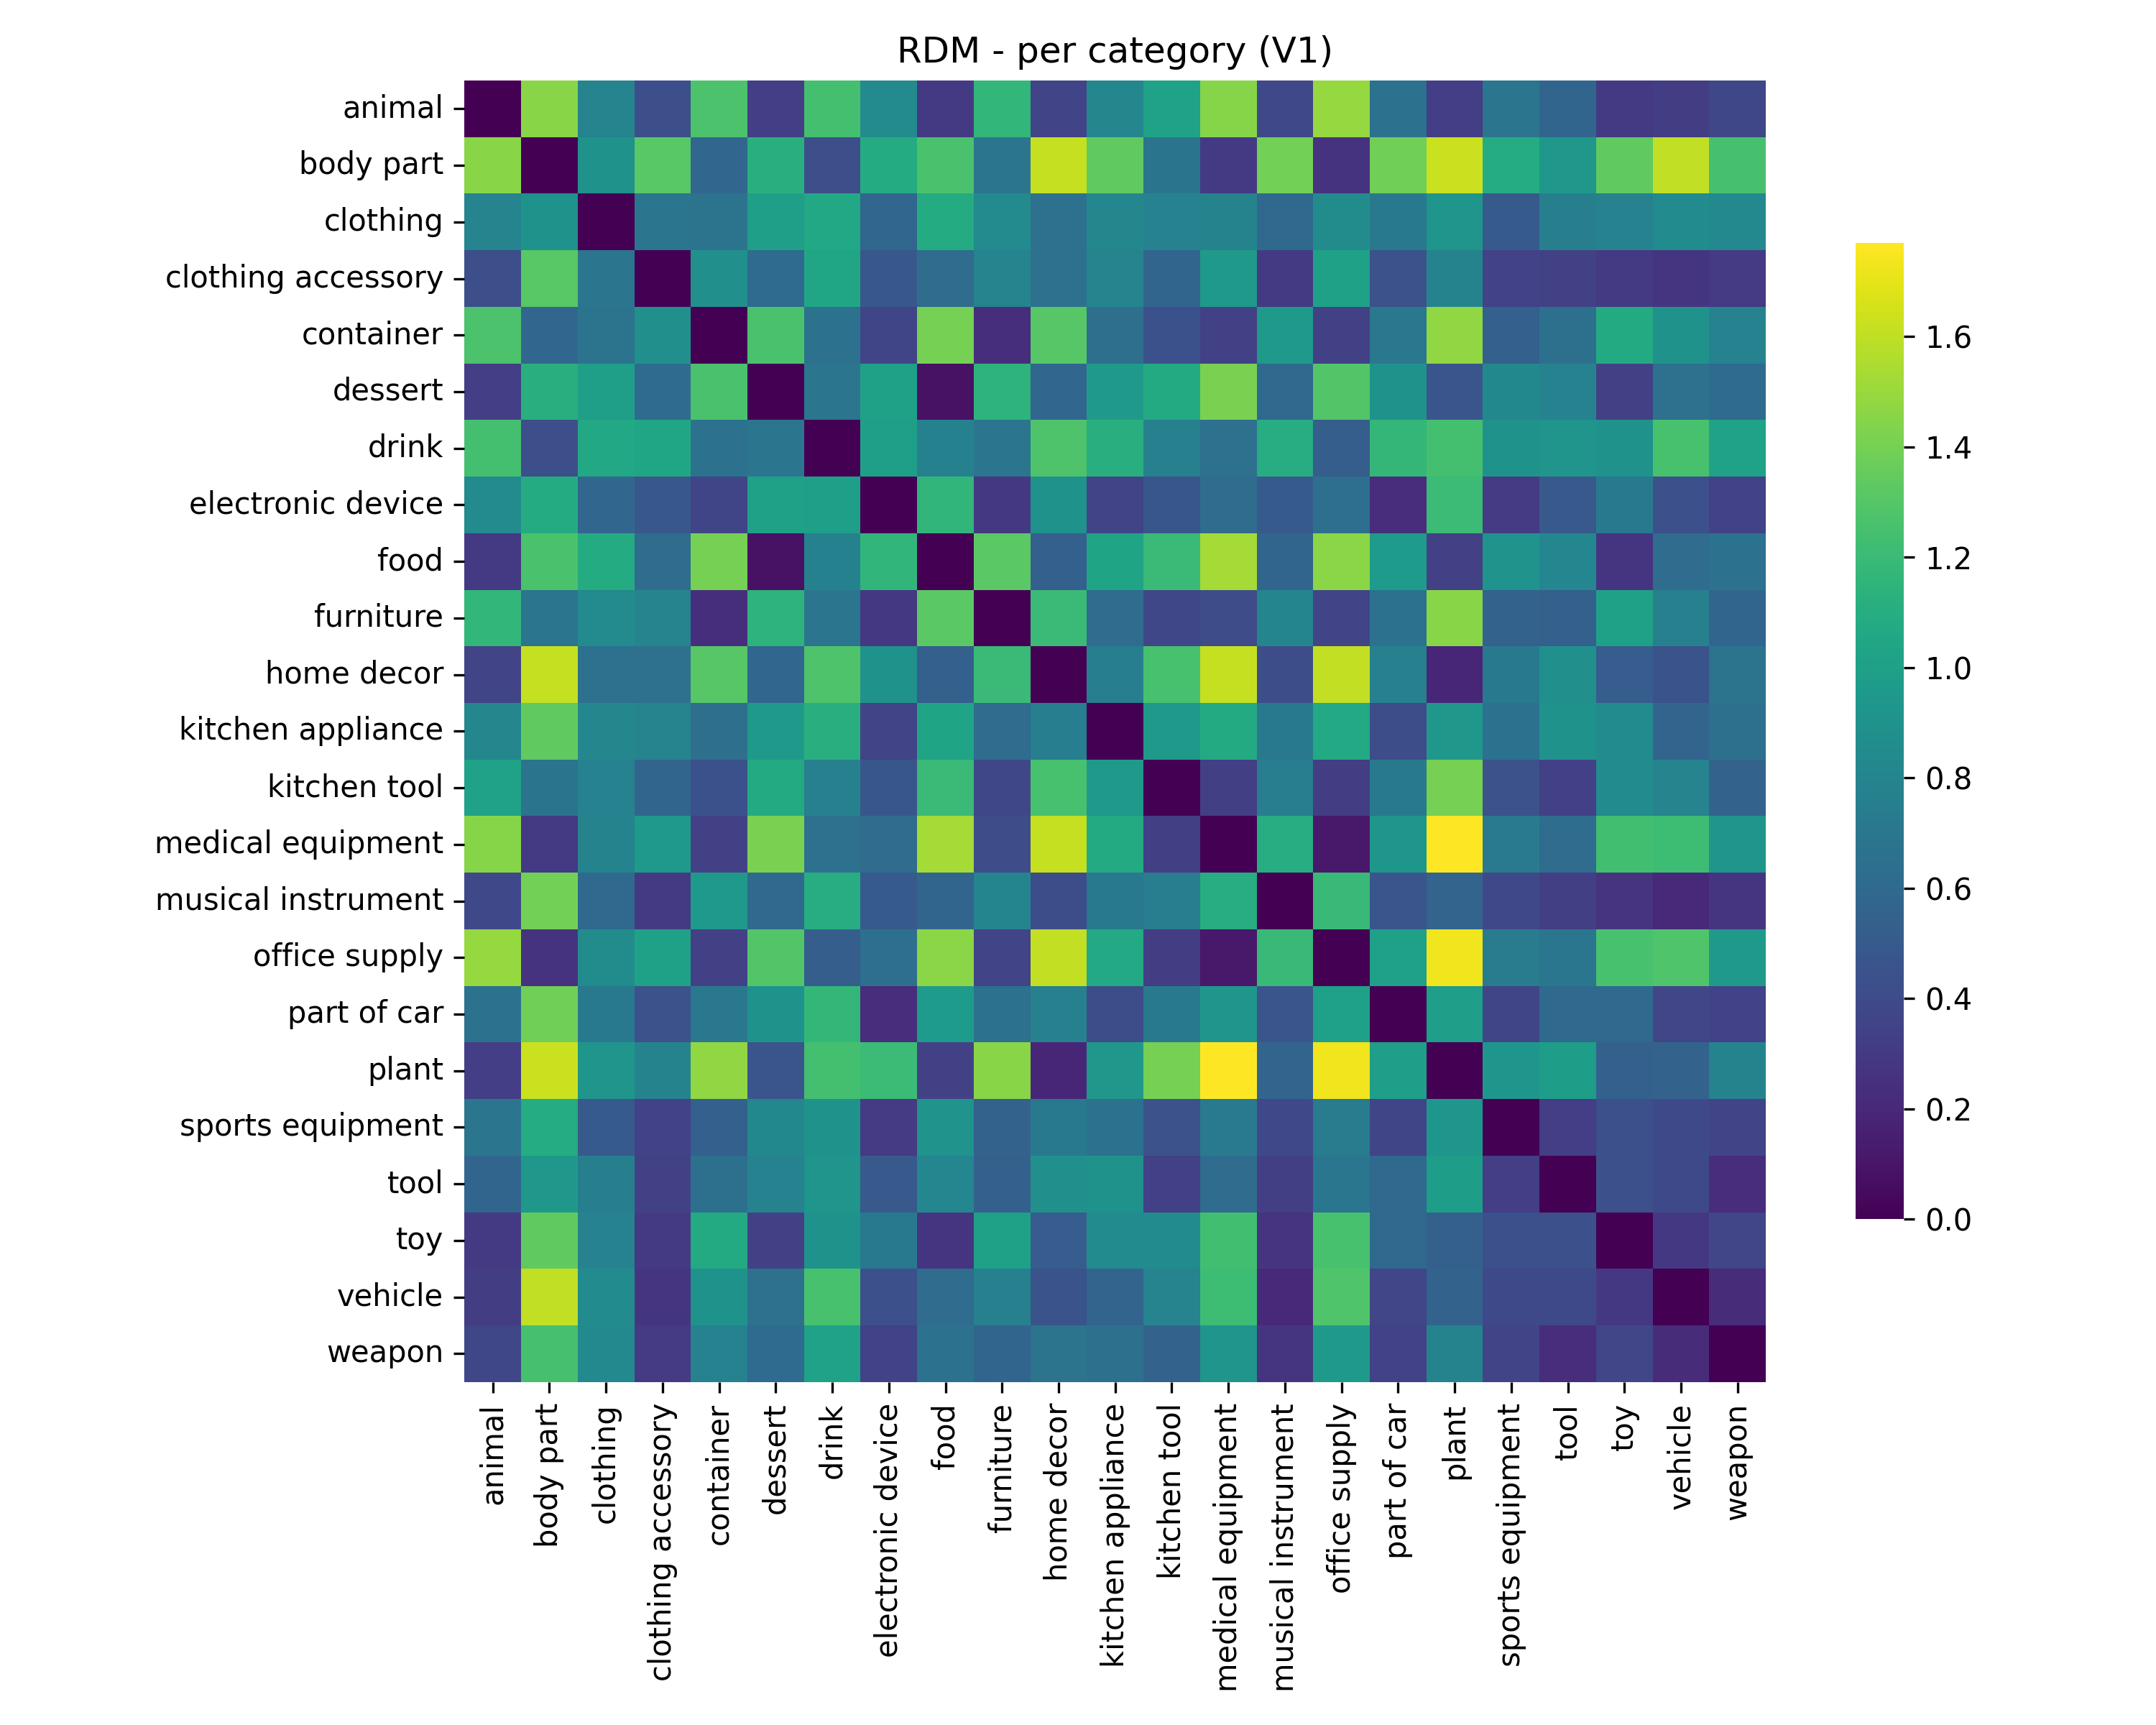 RDM - per category (V1)
animal
body part
clothing
clothing accessory
container
dessert
drink
electronic device
food
furniture
home decor
kitchen appliance
kitchen tool
medical equipment
musical instrument
office supply
part of car
plant
sports equipment
tool
toy
vehicle
weapon
animal
body part
clothing
clothing accessory
container
dessert
drink
electronic device
food
furniture
home decor
kitchen appliance
kitchen tool
medical equipment
musical instrument
office supply
part of car
plant
sports equipment
tool
toy
vehicle
weapon
1.6
1.4
1.2
1.0
0.8
0.6
0.4
0.2
0.0